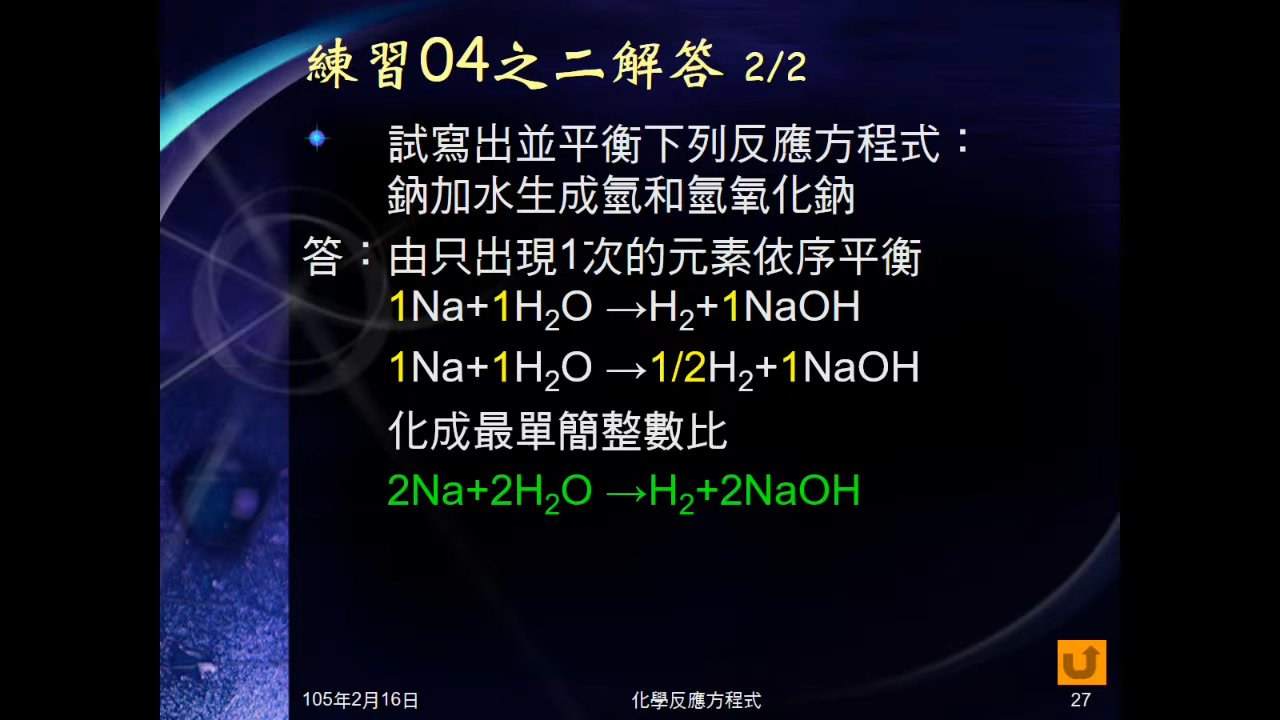 練習04之二解答 2/2
試寫出並平衡下列反應方程式：
鈉加水生成氫和氫氧化鈉
答：由只出現1次的元素依序平衡
1Na+1H₂O →H₂+1NaOH
1Na+1H₂O →1/2H₂+1NaOH
化成最單簡整數比
2Na+2H₂O →H₂+2NaOH
105年2月16日
化學反應方程式
27